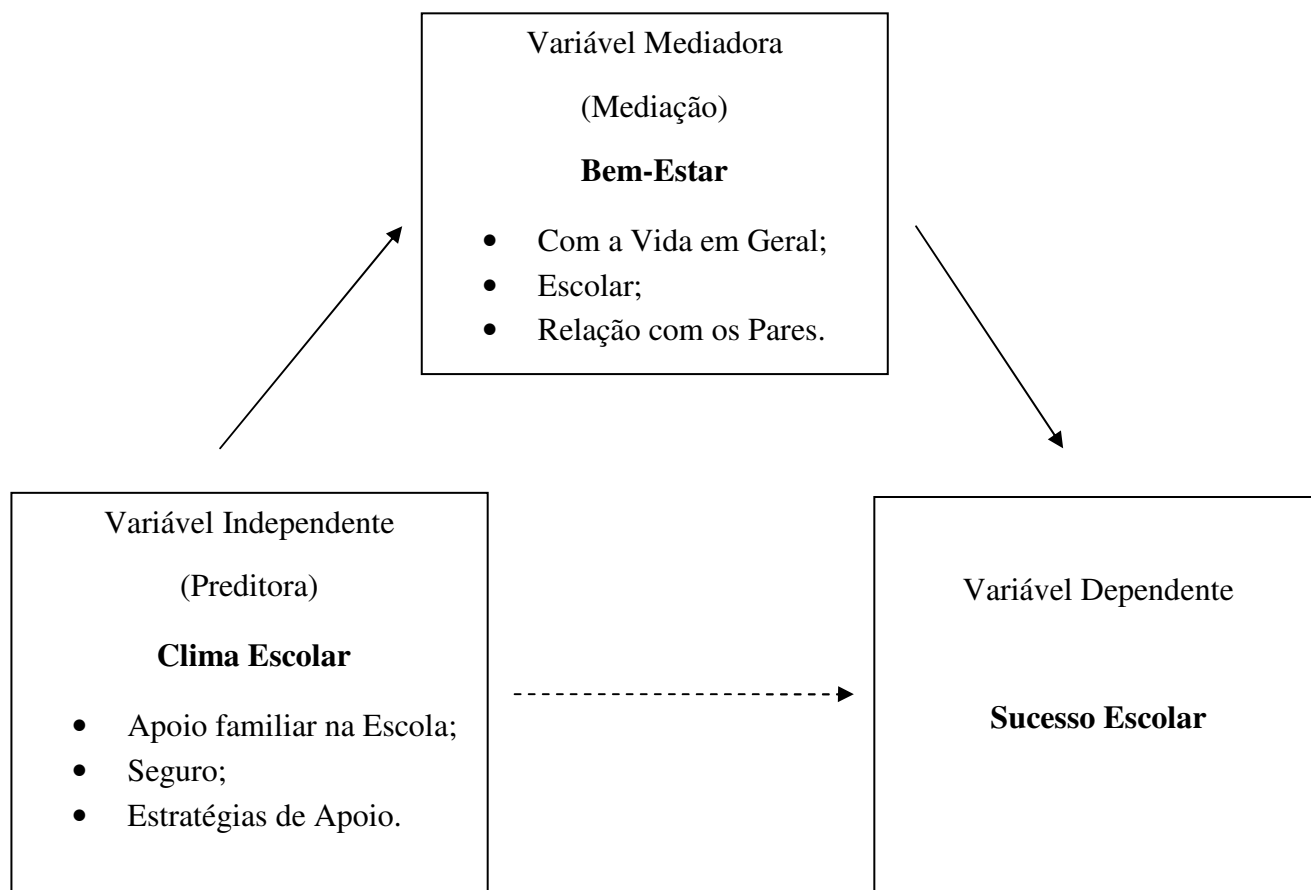 Variável Mediadora
(Mediação)
Bem-Estar
• Com a Vida em Geral;
• Escolar;
• Relação com os Pares.
Variável Independente
(Preditora)
Clima Escolar
• Apoio familiar na Escola;
• Seguro;
• Estratégias de Apoio.
Variável Dependente
Sucesso Escolar